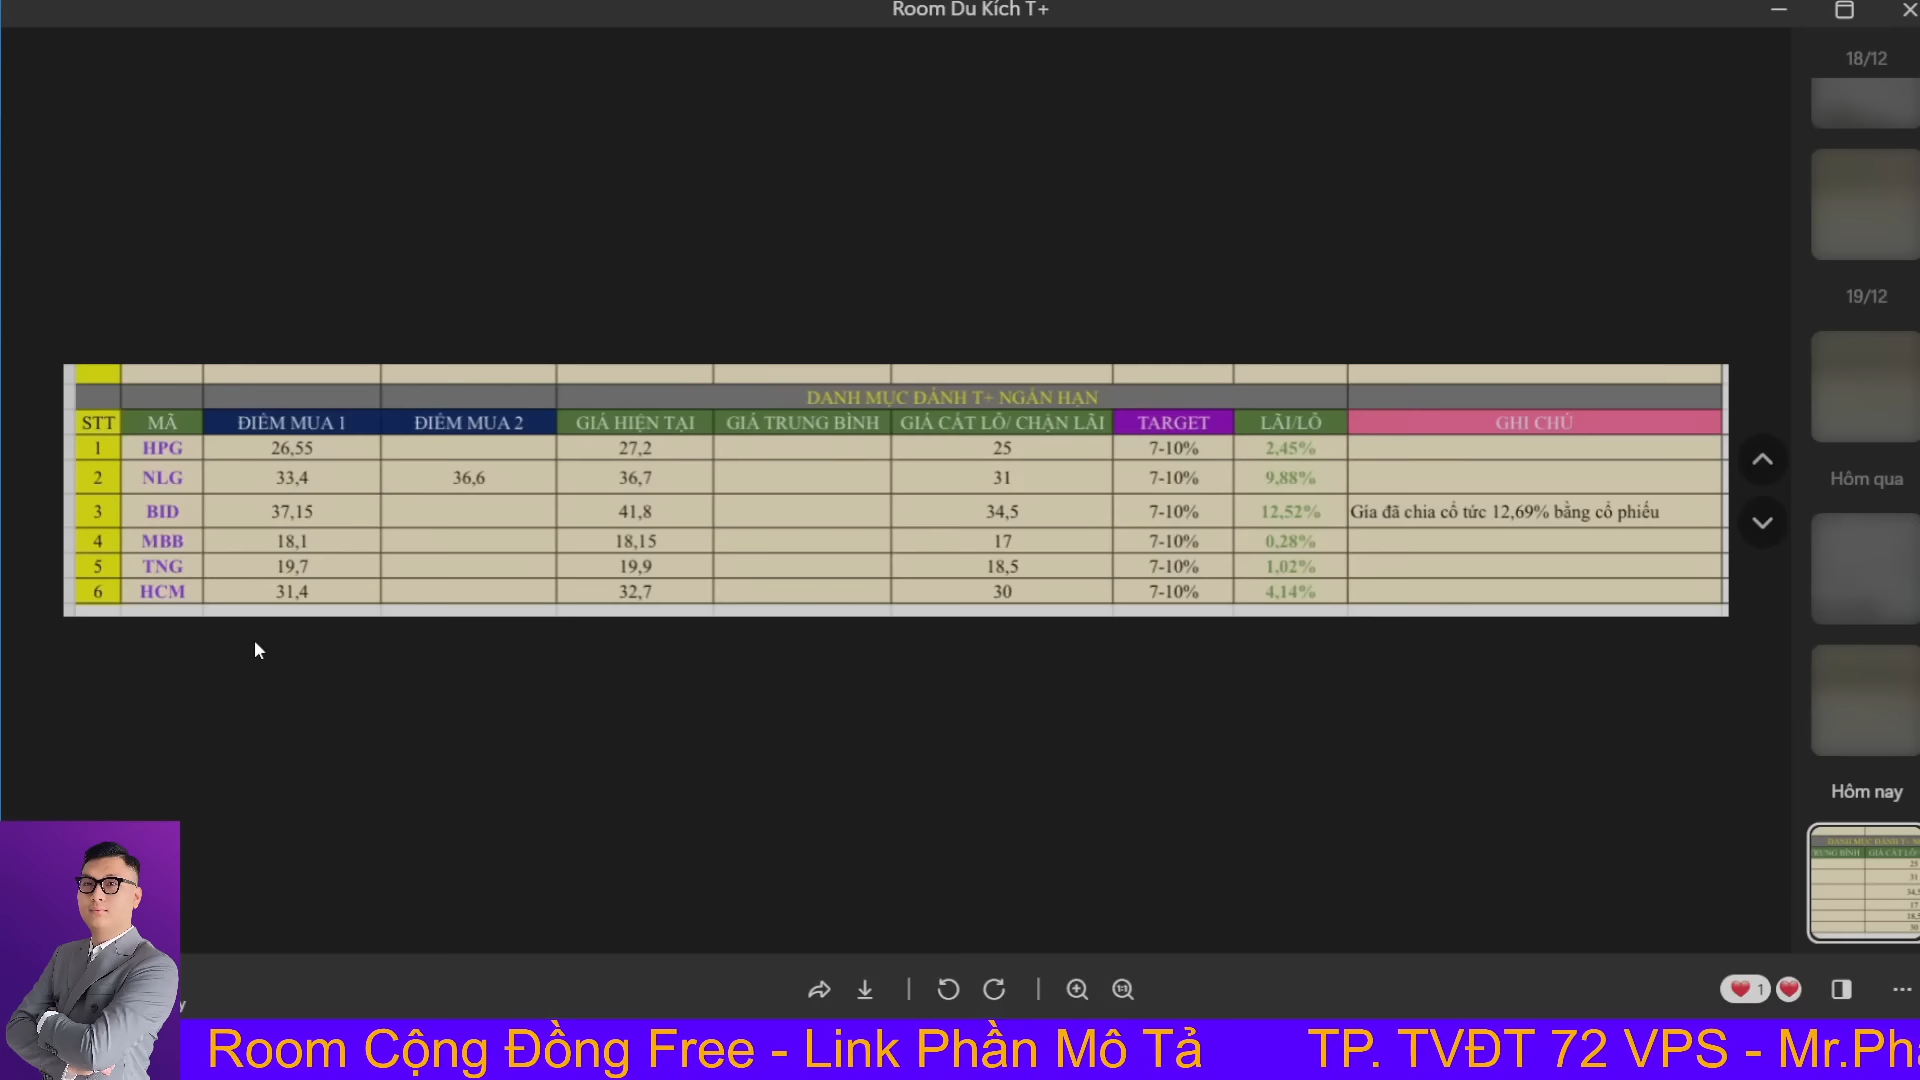 Room Du Kích T+
18/12
19/12
Hôm qua
Hôm nay
DANH MỤC ĐÁNH T+ NGẮN HẠN
STT MÃ ĐIỂM MUA 1 ĐIỂM MUA 2 GIÁ HIỆN TẠI GIÁ TRUNG BÌNH GIÁ CẮT LỖ/ CHẶN LÃI TARGET LÃI/LỖ GHI CHÚ
1 HPG 26,55 27,2 25 7-10% 2,45%
2 NLG 33,4 36,6 36,7 31 7-10% 9,88%
3 BID 37,15 41,8 34,5 7-10% 12,52% Gía đã chia cổ tức 12,69% bằng cổ phiếu
4 MBB 18,1 18,15 17 7-10% 0,28%
5 TNG 19,7 19,9 18,5 7-10% 1,02%
6 HCM 31,4 32,7 30 7-10% 4,14%
1
Room Cộng Đồng Free - Link Phần Mô Tả TP. TVĐT 72 VPS - Mr.Ph